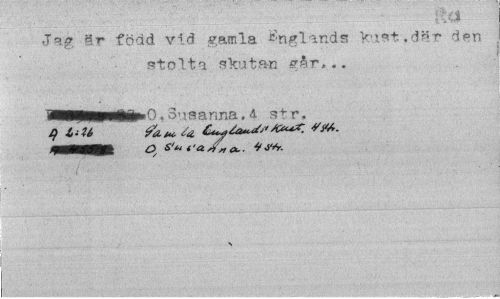 Ra
Jag är född vid gamla Englands kust.där den
stolta skutan går...
O,Susanna.4 str.
A 2:26 Gamla Englands kust. 4 str.
O, Susanna. 4 str.